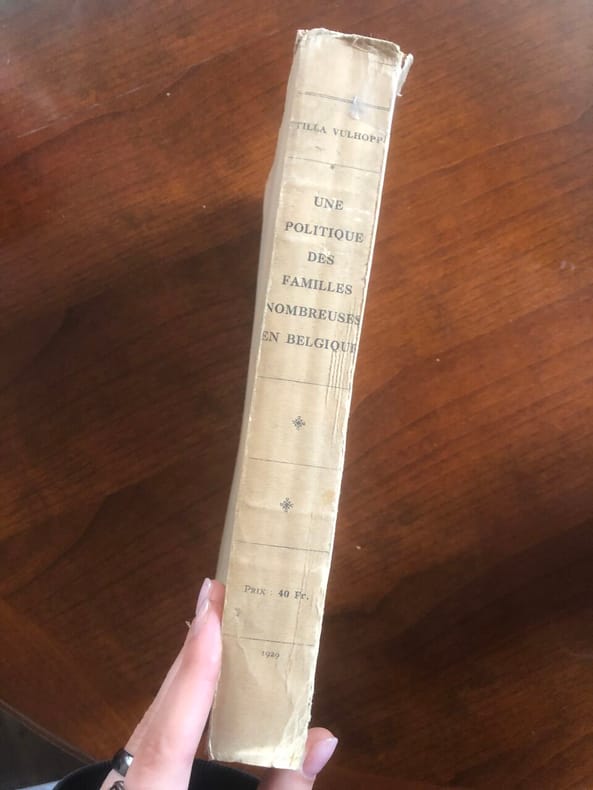 TILLA VULHOPP
UNE
POLITIQUE
DES
FAMILLES
NOMBREUSES
EN BELGIQUE
PRIX : 40 Fr.
1929